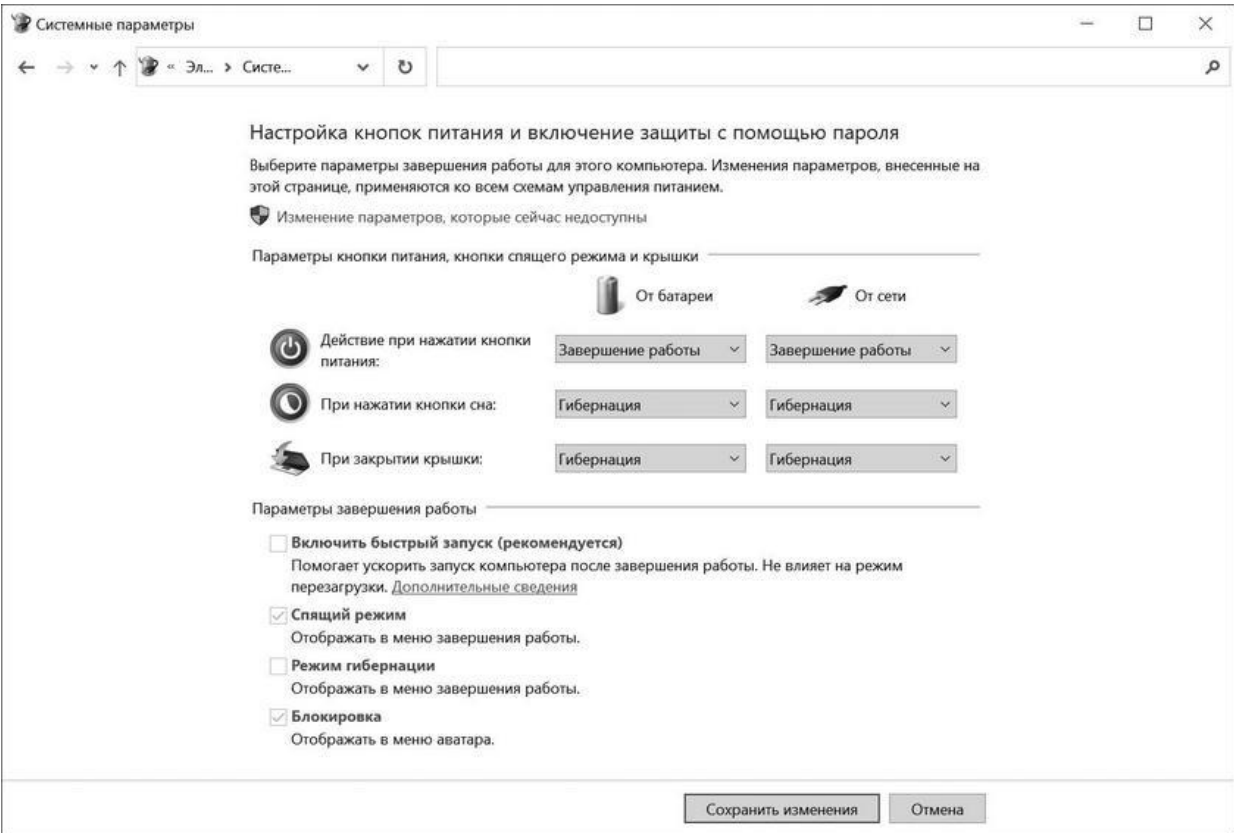 Системные параметры
« Эл... › Систе...
Настройка кнопок питания и включение защиты с помощью пароля
Выберите параметры завершения работы для этого компьютера. Изменения параметров, внесенные на
этой странице, применяются ко всем схемам управления питанием.
Изменение параметров, которые сейчас недоступны
Параметры кнопки питания, кнопки спящего режима и крышки
От батареи От сети
Действие при нажатии кнопки
питания: Завершение работы Завершение работы
При нажатии кнопки сна: Гибернация Гибернация
При закрытии крышки: Гибернация Гибернация
Параметры завершения работы
Включить быстрый запуск (рекомендуется)
Помогает ускорить запуск компьютера после завершения работы. Не влияет на режим
перезагрузки. Дополнительные сведения
Спящий режим
Отображать в меню завершения работы.
Режим гибернации
Отображать в меню завершения работы.
Блокировка
Отображать в меню аватара.
Сохранить изменения Отмена